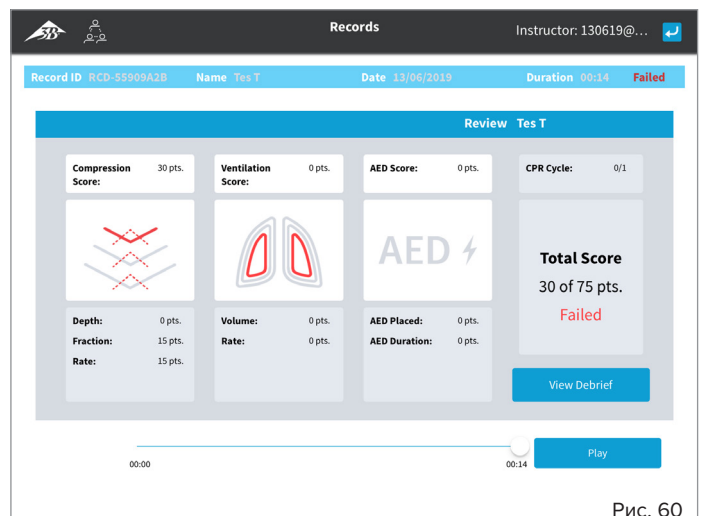 3B Records Instructor: 130619@...
Record ID RCD-55909A2B Name Tes T Date 13/06/2019 Duration 00:14 Failed
Review Tes T
Compression Score: 30 pts. Ventilation Score: 0 pts. AED Score: 0 pts. CPR Cycle: 0/1
AED
Total Score
30 of 75 pts.
Failed
Depth: 0 pts. Volume: 0 pts. AED Placed: 0 pts.
Fraction: 15 pts. Rate: 0 pts. AED Duration: 0 pts.
Rate: 15 pts.
View Debrief
00:00 00:14 Play
Рис. 60